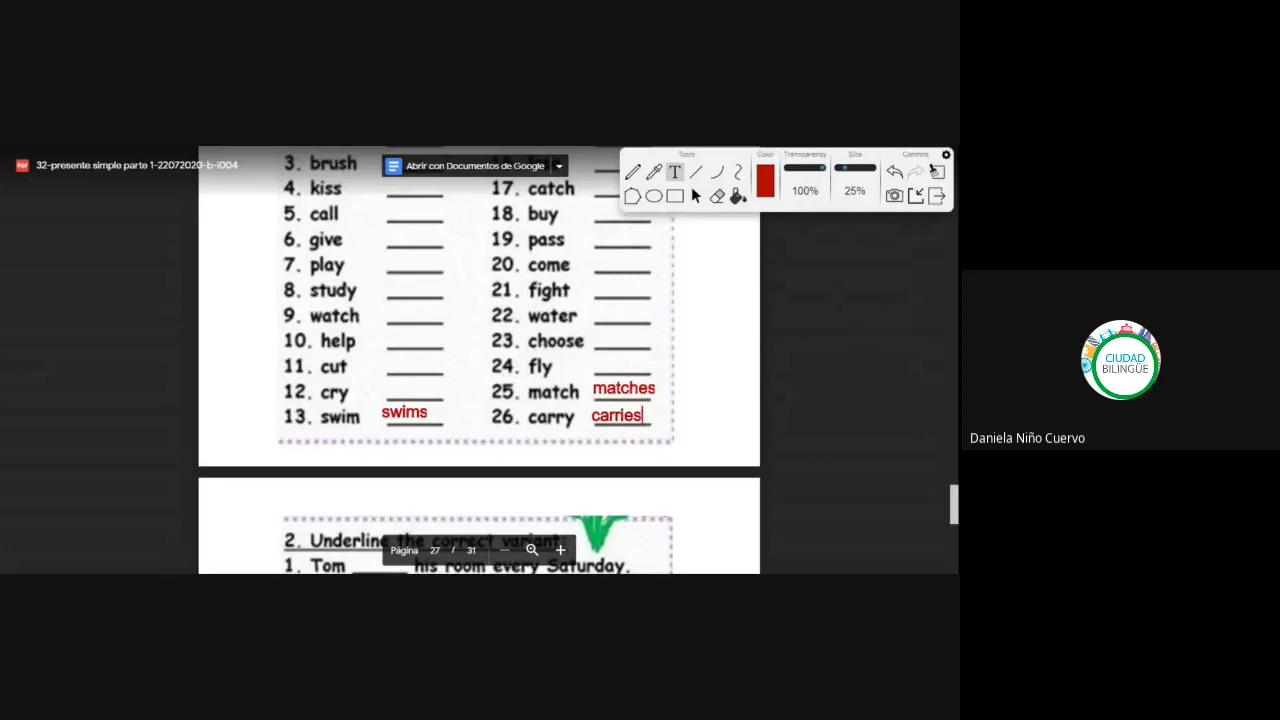 32-presente simple parte 1-22072020-b-i004
Abrir con Documentos de Google
Tools
Color
Transparency
Size
Controls
100%
25%
3. brush
4. kiss
5. call
6. give
7. play
8. study
9. watch
10. help
11. cut
12. cry
13. swim swims
17. catch
18. buy
19. pass
20. come
21. fight
22. water
23. choose
24. fly
25. match matches
26. carry carries
2. Underline the correct variant:
1. Tom ______ his room every Saturday.
Página 27 / 31
CIUDAD
BILINGÜE
Daniela Niño Cuervo